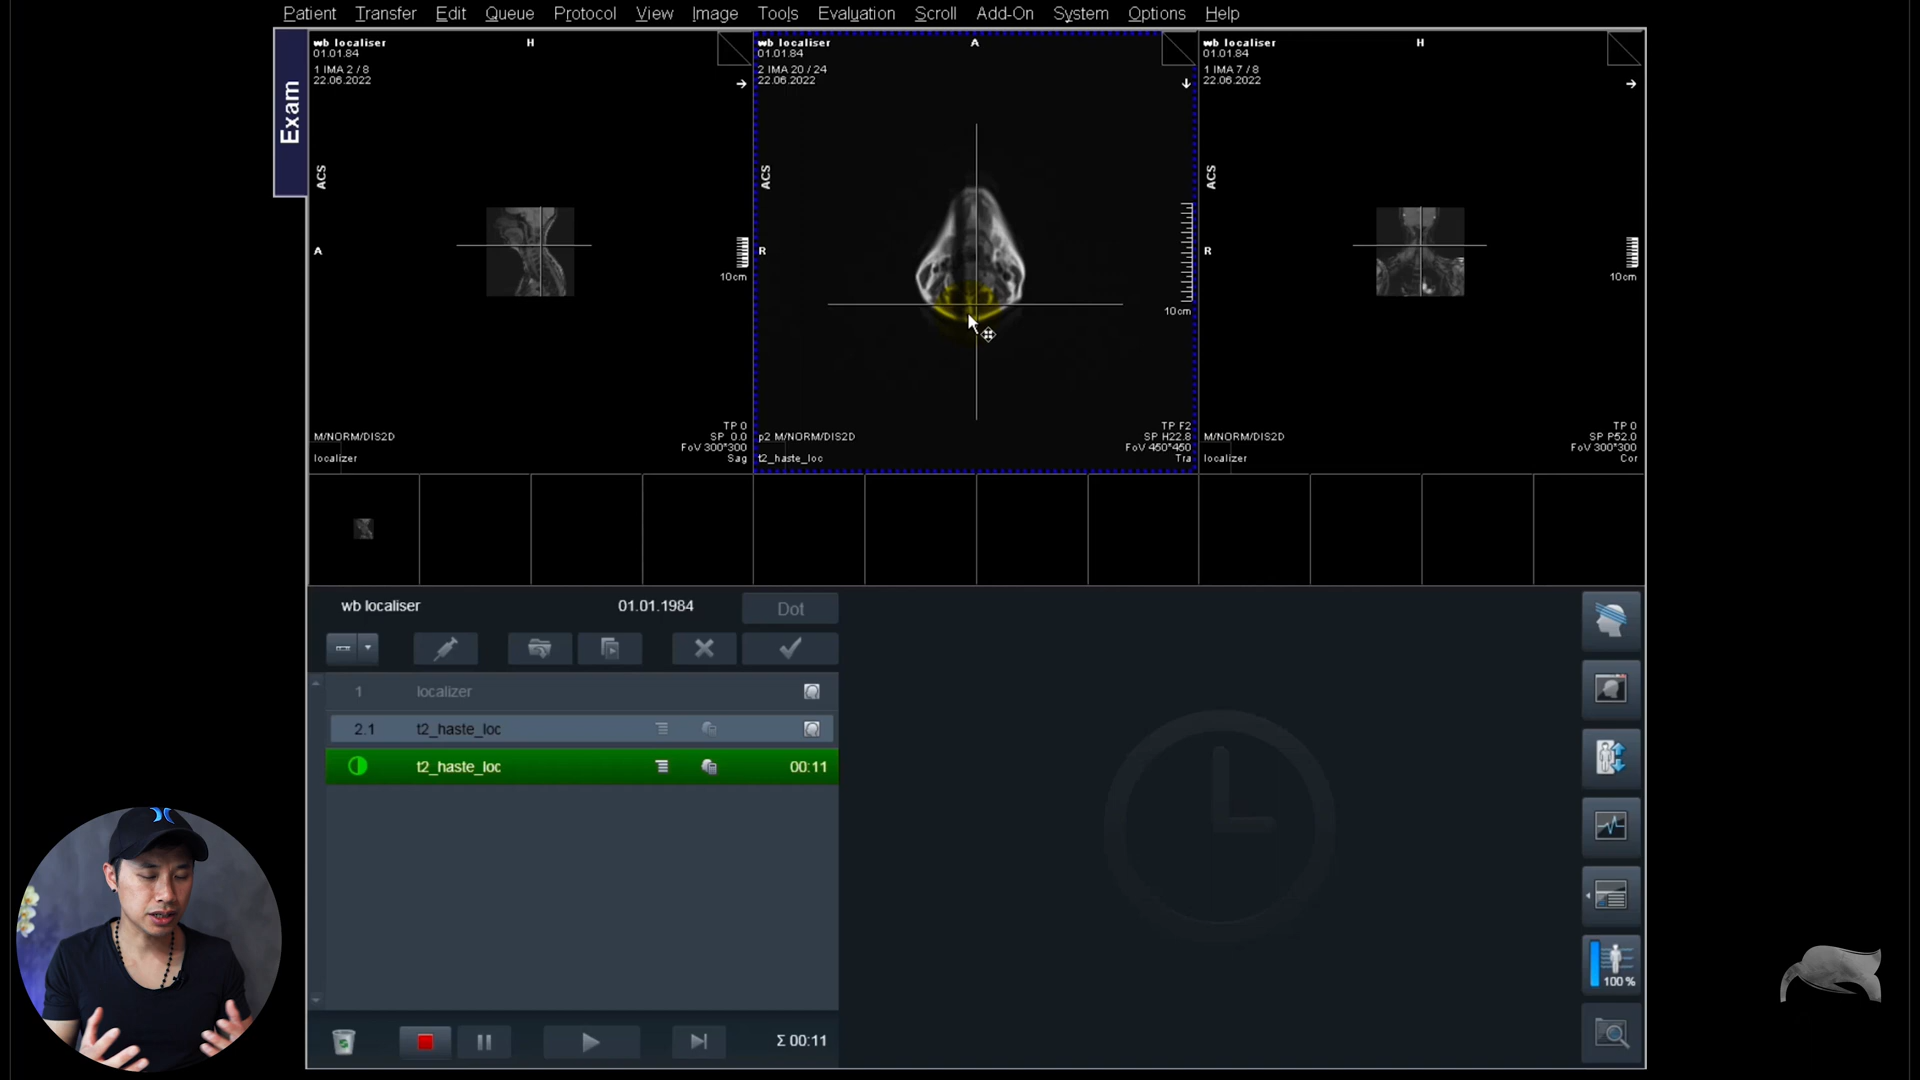 Patient Transfer Edit Queue Protocol View Image Tools Evaluation Scroll Add-On System Options Help
Exam
wb localiser
01.01.84
1 IMA 2 / 8
22.06.2022
H
ACS
A
10cm
M/NORM/DIS2D
localizer
TP 0
SP 0.0
FoV 300*300
Sag
wb localiser
01.01.84
2 IMA 20 / 24
22.06.2022
A
ACS
R
10cm
p2 M/NORM/DIS2D
t2_haste_loc
TP F2
SP H22.8
FoV 450*450
Tra
wb localiser
01.01.84
1 IMA 7 / 8
22.06.2022
H
ACS
R
10cm
M/NORM/DIS2D
localizer
TP 0
SP P52.0
FoV 300*300
Cor
wb localiser 01.01.1984 Dot
1 localizer
2.1 t2_haste_loc
t2_haste_loc 00:11
Σ 00:11
100 %